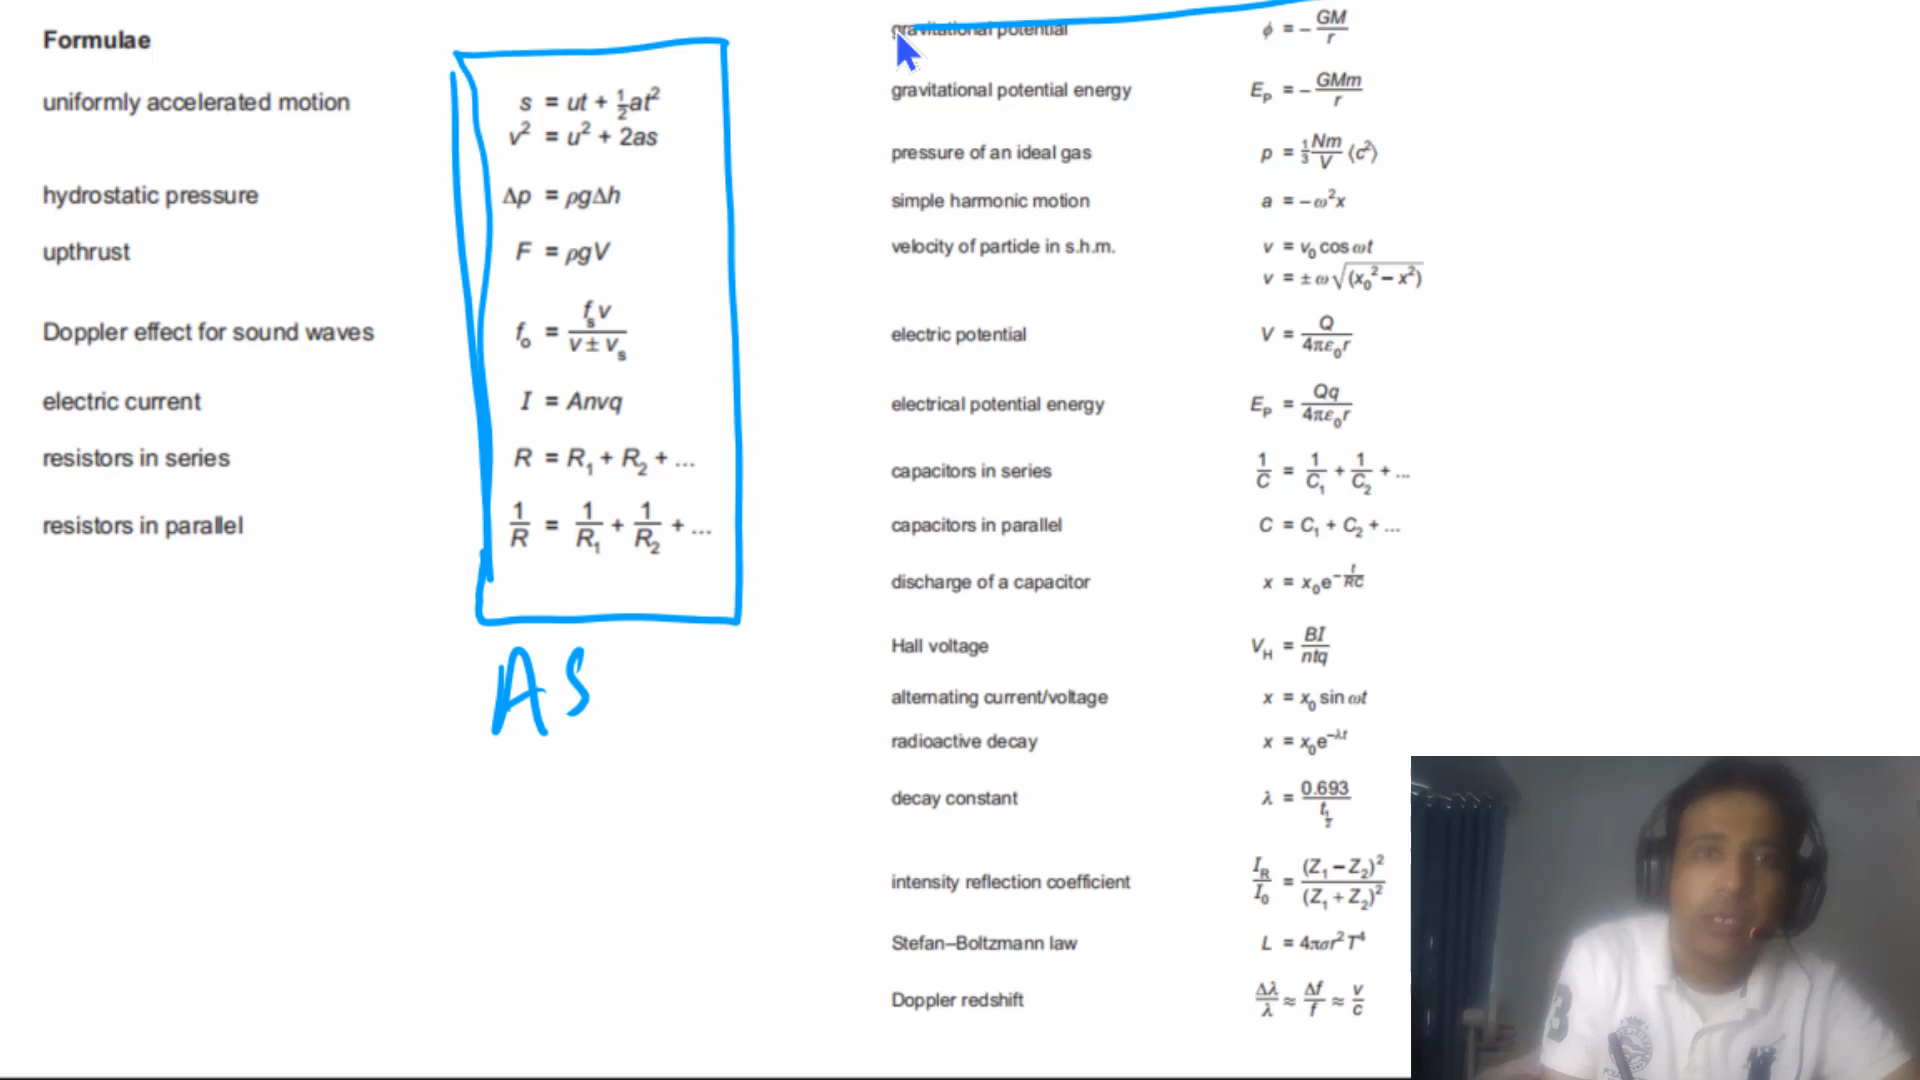 Formulae
uniformly accelerated motion s = ut + ½at²
v² = u² + 2as
hydrostatic pressure Δp = ρgΔh
upthrust F = ρgV
Doppler effect for sound waves fₒ = fₛv / (v ± vₛ)
electric current I = Anvq
resistors in series R = R₁ + R₂ + ...
resistors in parallel 1/R = 1/R₁ + 1/R₂ + ...
AS
gravitational potential ϕ = −GM/r
gravitational potential energy Eₚ = −GMm/r
pressure of an ideal gas p = ⅓ Nm/V ⟨c²⟩
simple harmonic motion a = −ω²x
velocity of particle in s.h.m. v = v₀ cos ωt
v = ± ω√(x₀² − x²)
electric potential V = Q/4πε₀r
electrical potential energy Eₚ = Qq/4πε₀r
capacitors in series 1/C = 1/C₁ + 1/C₂ + ...
capacitors in parallel C = C₁ + C₂ + ...
discharge of a capacitor x = x₀e^(−t/RC)
Hall voltage V_H = BI/ntq
alternating current/voltage x = x₀ sin ωt
radioactive decay x = x₀e^(−λt)
decay constant λ = 0.693/t½
intensity reflection coefficient I_R/I₀ = (Z₁ − Z₂)²/(Z₁ + Z₂)²
Stefan–Boltzmann law L = 4πσr²T⁴
Doppler redshift Δλ/λ ≈ Δf/f ≈ v/c
3